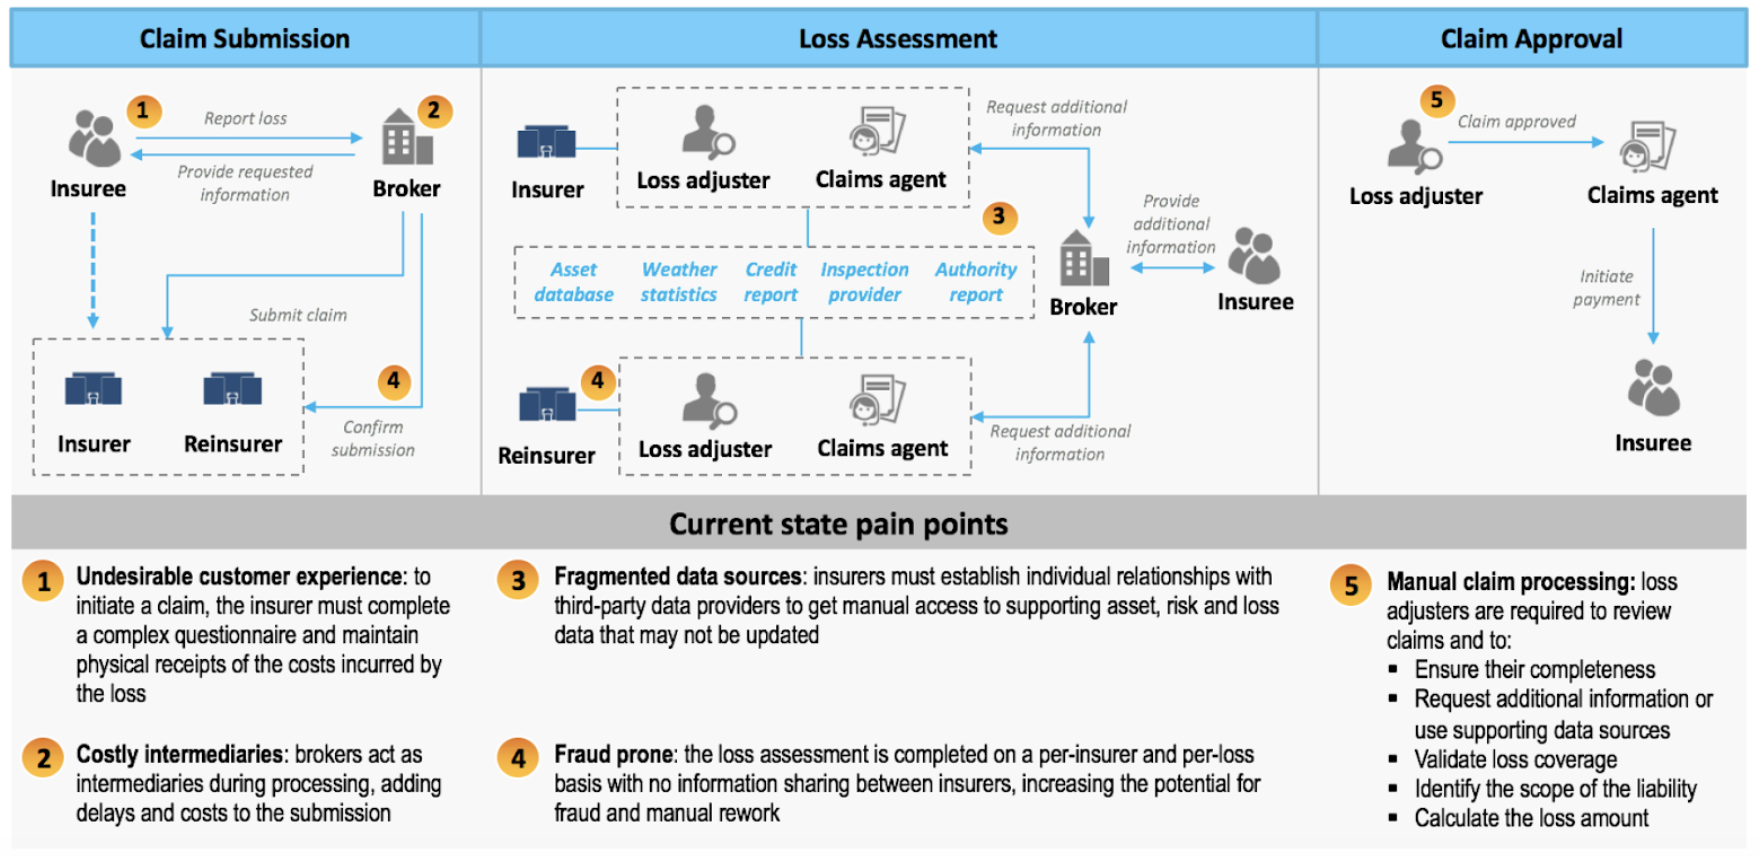 Claim Submission
Loss Assessment
Claim Approval
1
2
Report loss
Provide requested
information
Insuree
Broker
Submit claim
4
Insurer
Reinsurer
Confirm
submission
Insurer
Loss adjuster
Claims agent
Request additional
information
3
Asset
database
Weather
statistics
Credit
report
Inspection
provider
Authority
report
Provide
additional
information
Broker
Insuree
4
Reinsurer
Loss adjuster
Claims agent
Request additional
information
5
Claim approved
Loss adjuster
Claims agent
Initiate
payment
Insuree
Current state pain points
1
Undesirable customer experience: to
initiate a claim, the insurer must complete
a complex questionnaire and maintain
physical receipts of the costs incurred by
the loss
2
Costly intermediaries: brokers act as
intermediaries during processing, adding
delays and costs to the submission
3
Fragmented data sources: insurers must establish individual relationships with
third-party data providers to get manual access to supporting asset, risk and loss
data that may not be updated
4
Fraud prone: the loss assessment is completed on a per-insurer and per-loss
basis with no information sharing between insurers, increasing the potential for
fraud and manual rework
5
Manual claim processing: loss
adjusters are required to review
claims and to:
▪ Ensure their completeness
▪ Request additional information or
use supporting data sources
▪ Validate loss coverage
▪ Identify the scope of the liability
▪ Calculate the loss amount